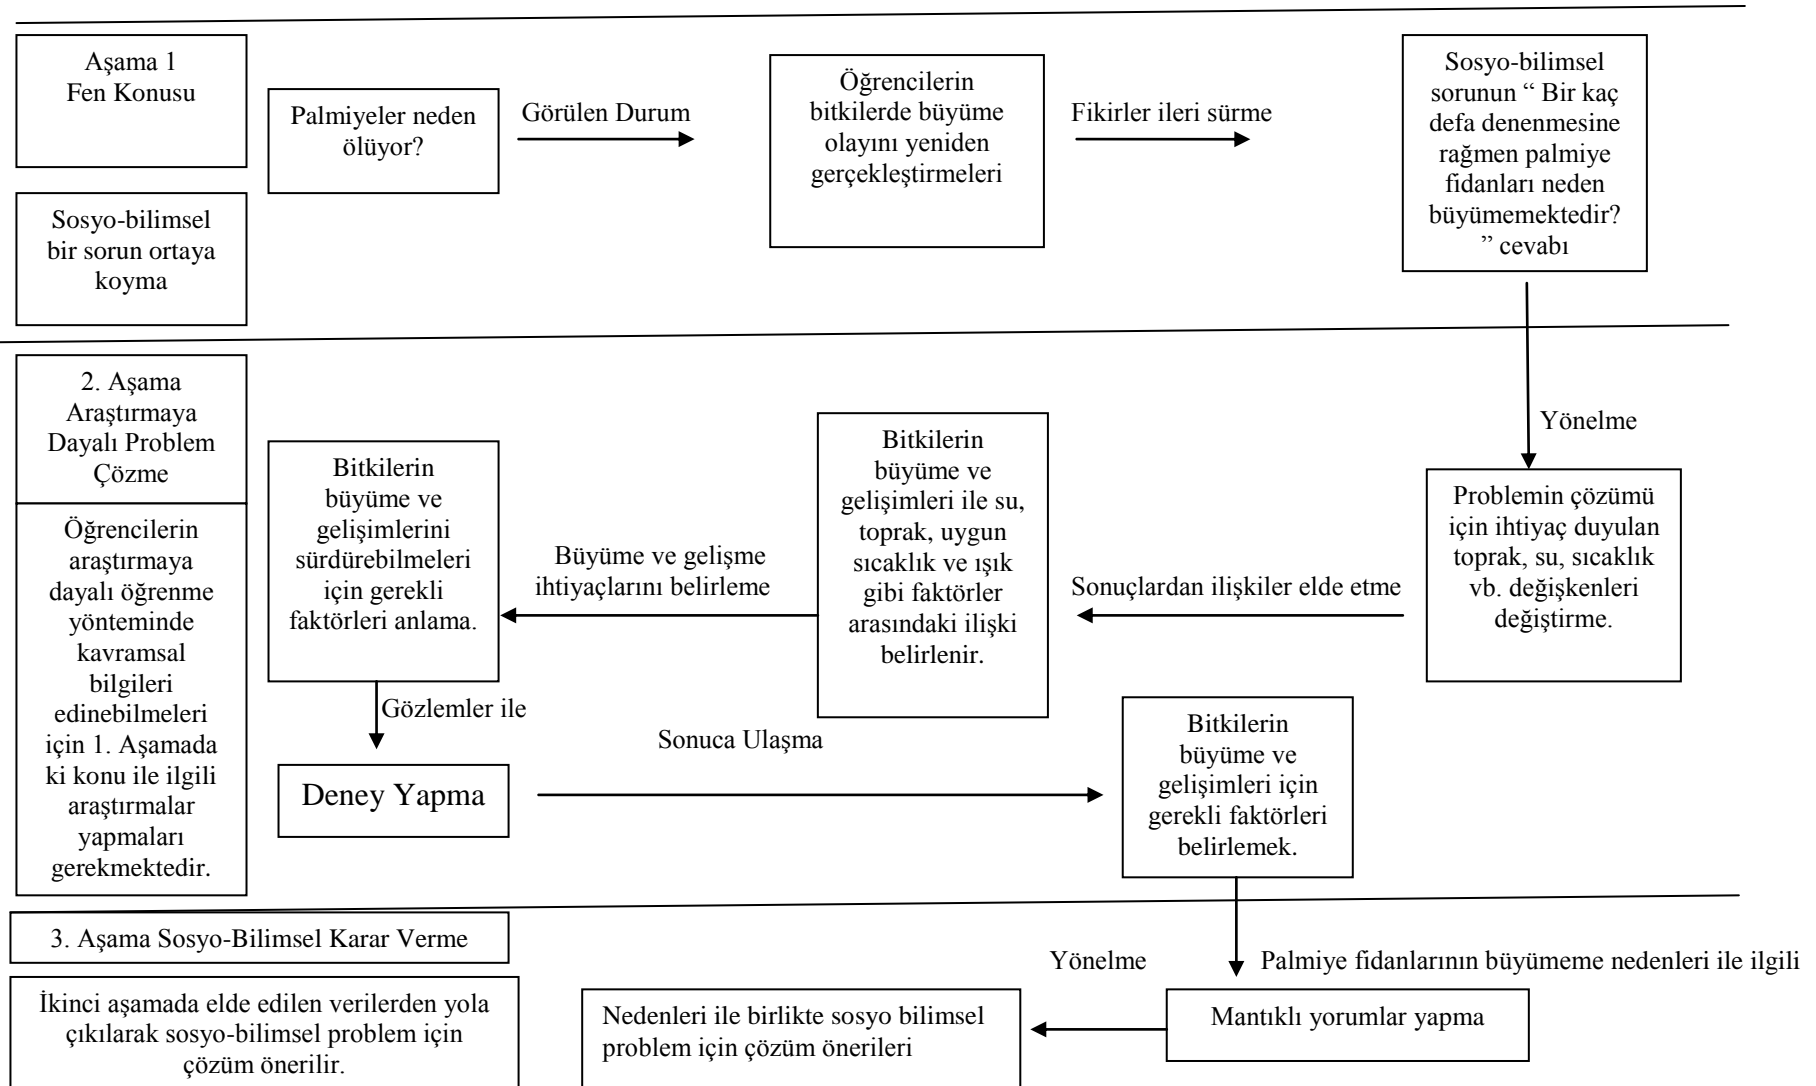 Aşama 1
Fen Konusu
Sosyo-bilimsel
bir sorun ortaya
koyma
Palmiyeler neden
ölüyor?
Görülen Durum
Öğrencilerin
bitkilerde büyüme
olayını yeniden
gerçekleştirmeleri
Fikirler ileri sürme
Sosyo-bilimsel
sorunun “ Bir kaç
defa denenmesine
rağmen palmiye
fidanları neden
büyümemektedir?
” cevabı
Yönelme
2. Aşama
Araştırmaya
Dayalı Problem
Çözme
Öğrencilerin
araştırmaya
dayalı öğrenme
yönteminde
kavramsal
bilgileri
edinebilmeleri
için 1. Aşamada
ki konu ile ilgili
araştırmalar
yapmaları
gerekmektedir.
Problemin çözümü
için ihtiyaç duyulan
toprak, su, sıcaklık
vb. değişkenleri
değiştirme.
Sonuçlardan ilişkiler elde etme
Bitkilerin
büyüme ve
gelişimleri ile su,
toprak, uygun
sıcaklık ve ışık
gibi faktörler
arasındaki ilişki
belirlenir.
Büyüme ve gelişme
ihtiyaçlarını belirleme
Bitkilerin
büyüme ve
gelişimlerini
sürdürebilmeleri
için gerekli
faktörleri anlama.
Gözlemler ile
Deney Yapma
Sonuca Ulaşma
Bitkilerin
büyüme ve
gelişimleri için
gerekli faktörleri
belirlemek.
3. Aşama Sosyo-Bilimsel Karar Verme
İkinci aşamada elde edilen verilerden yola
çıkılarak sosyo-bilimsel problem için
çözüm önerilir.
Yönelme
Palmiye fidanlarının büyümeme nedenleri ile ilgili
Mantıklı yorumlar yapma
Nedenleri ile birlikte sosyo bilimsel
problem için çözüm önerileri